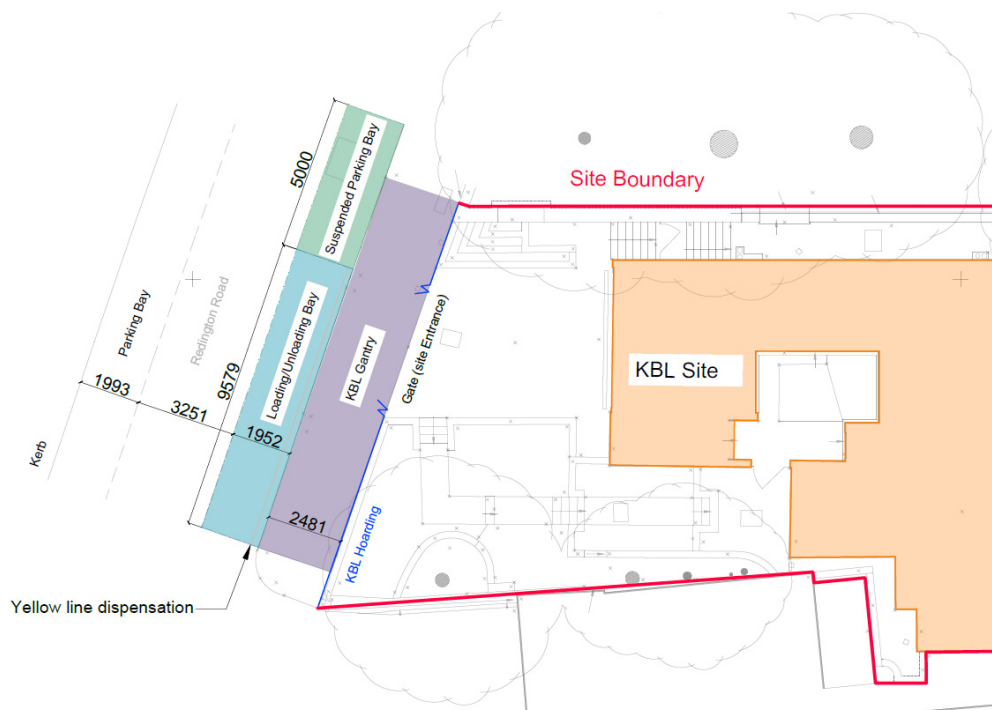 Suspended Parking Bay
5000
Site Boundary
Parking Bay
Redington Road
Loading/Unloading Bay
KBL Gantry
Gate (site Entrance)
KBL Site
9579
1993
3251
1952
Kerb
2481
KBL Hoarding
Yellow line dispensation